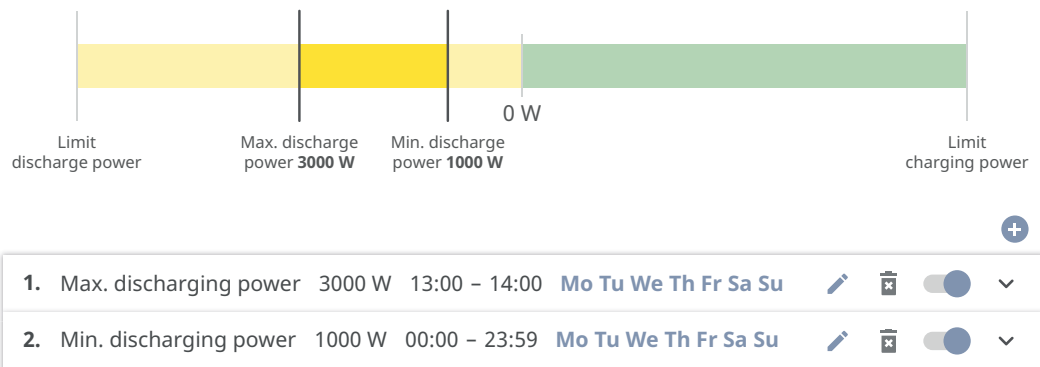 0 W
Limit
discharge power
Max. discharge
power 3000 W
Min. discharge
power 1000 W
Limit
charging power
1. Max. discharging power 3000 W 13:00 – 14:00 Mo Tu We Th Fr Sa Su
2. Min. discharging power 1000 W 00:00 – 23:59 Mo Tu We Th Fr Sa Su